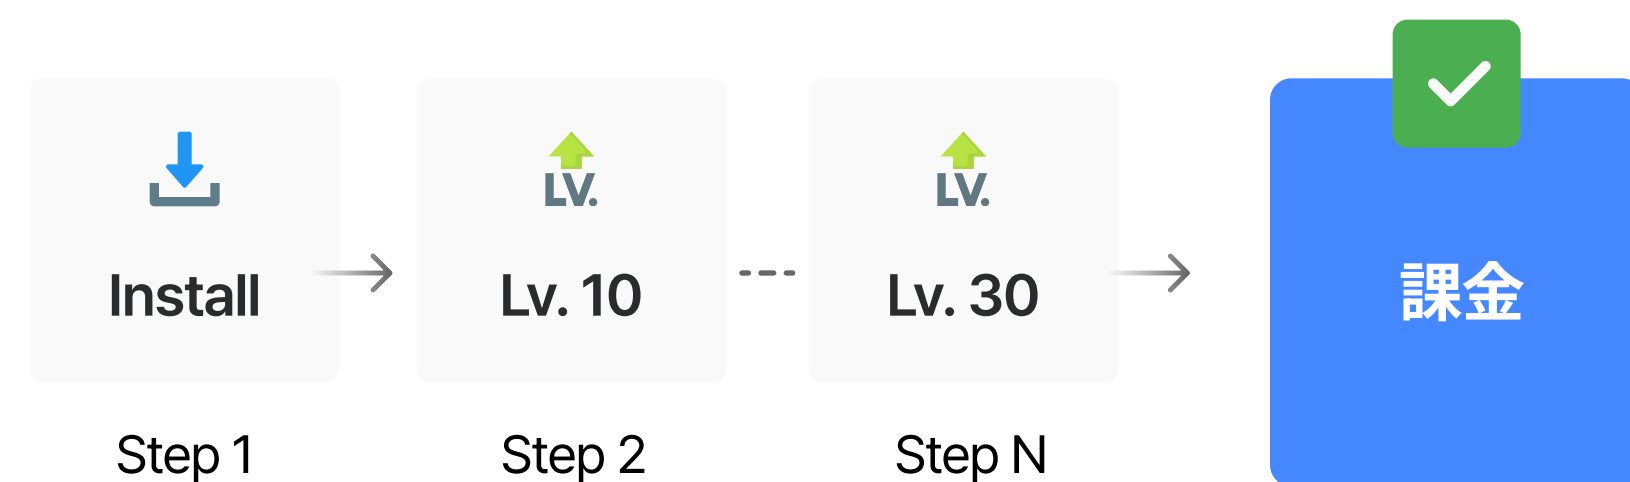 LV.
LV.
Install
Lv. 10
Lv. 30
課金
Step 1
Step 2
Step N